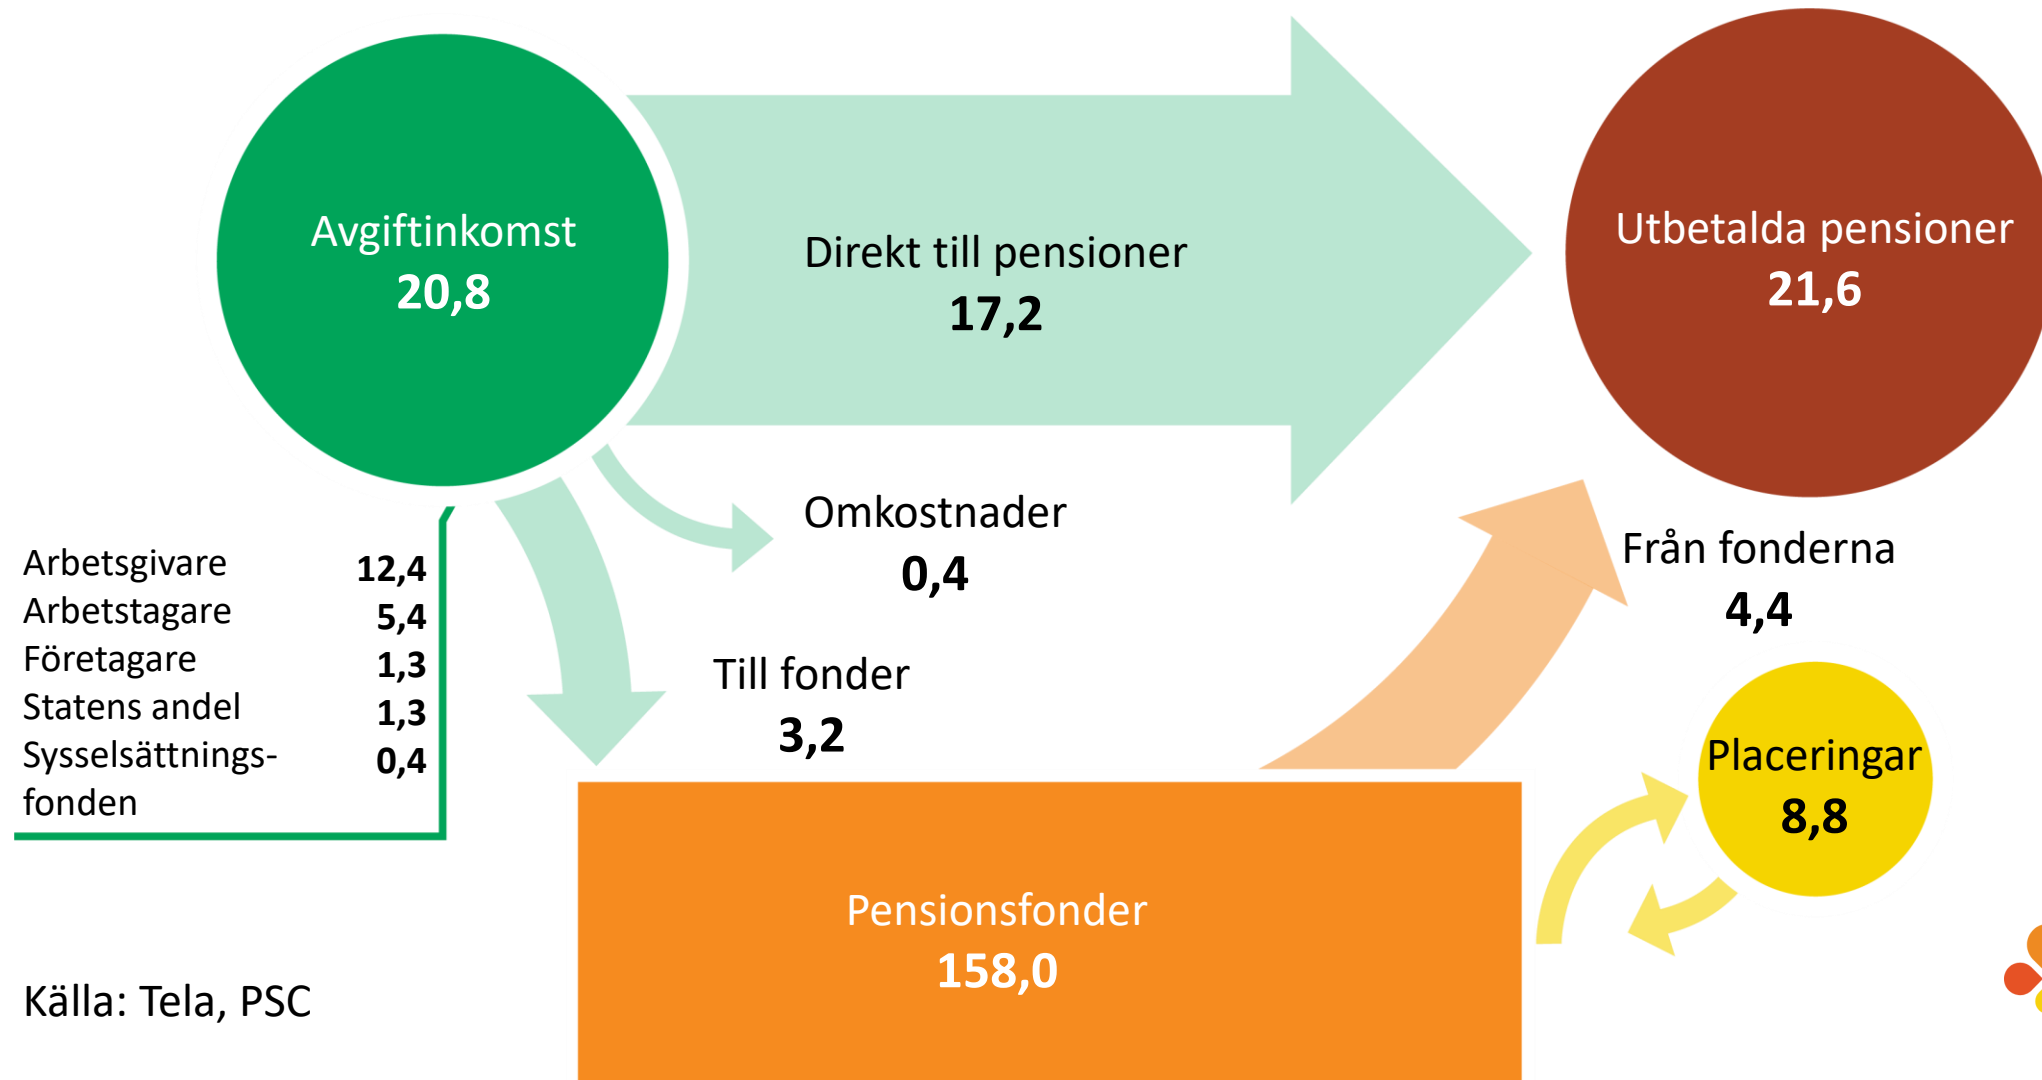 Avgiftinkomst
20,8
Direkt till pensioner
17,2
Utbetalda pensioner
21,6
Omkostnader
0,4
Från fonderna
4,4
Arbetsgivare 12,4
Arbetstagare 5,4
Företagare 1,3
Statens andel 1,3
Sysselsättnings- 0,4
fonden
Till fonder
3,2
Placeringar
8,8
Pensionsfonder
158,0
Källa: Tela, PSC